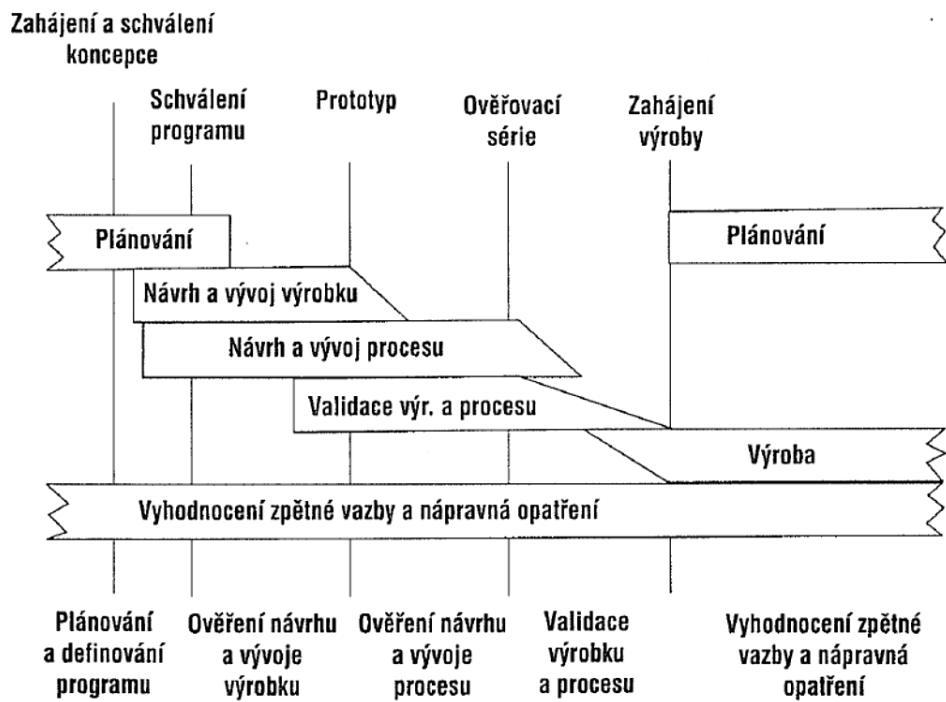 Zahájení a schválení
koncepce
Schválení
programu
Prototyp
Ověřovací
série
Zahájení
výroby
Plánování
Plánování
Návrh a vývoj výrobku
Návrh a vývoj procesu
Validace výr. a procesu
Výroba
Vyhodnocení zpětné vazby a nápravná opatření
Plánování
a definování
programu
Ověření návrhu
a vývoje
výrobku
Ověření návrhu
a vývoje
procesu
Validace
výrobku
a procesu
Vyhodnocení zpětné
vazby a nápravná
opatření